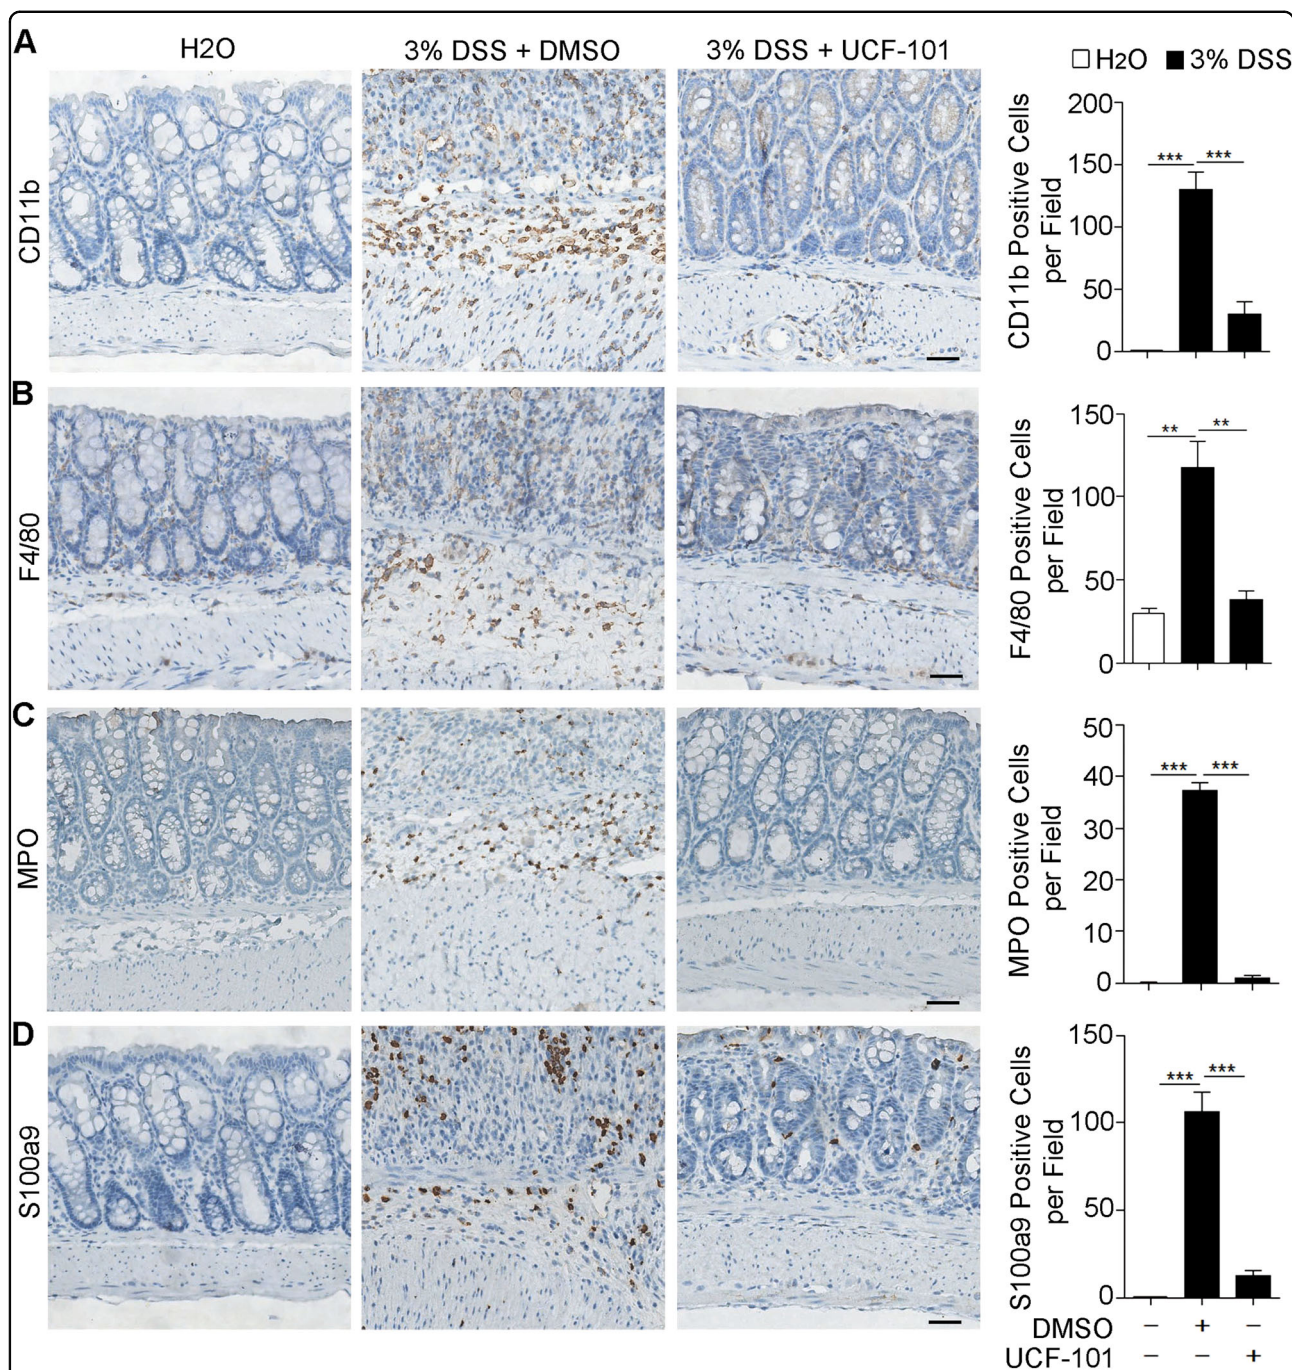 A
H2O
3% DSS + DMSO
3% DSS + UCF-101
H2O
3% DSS
CD11b
CD11b Positive Cells
per Field
200
150
100
50
0
***
***
B
F4/80
F4/80 Positive Cells
per Field
150
100
50
0
**
**
C
MPO
MPO Positive Cells
per Field
50
40
30
20
10
0
***
***
D
S100a9
S100a9 Positive Cells
per Field
150
100
50
0
***
***
DMSO − + −
UCF-101 − − +